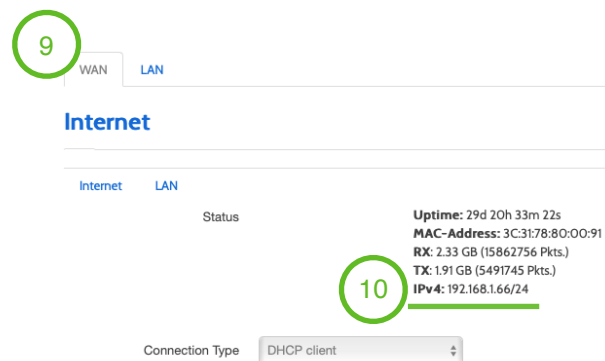 9
WAN LAN
Internet
Internet LAN
Status
Uptime: 29d 20h 33m 22s
MAC-Address: 3C:31:78:80:00:91
RX: 2.33 GB (15862756 Pkts.)
TX: 1.91 GB (5491745 Pkts.)
10 IPv4: 192.168.1.66/24
Connection Type DHCP client